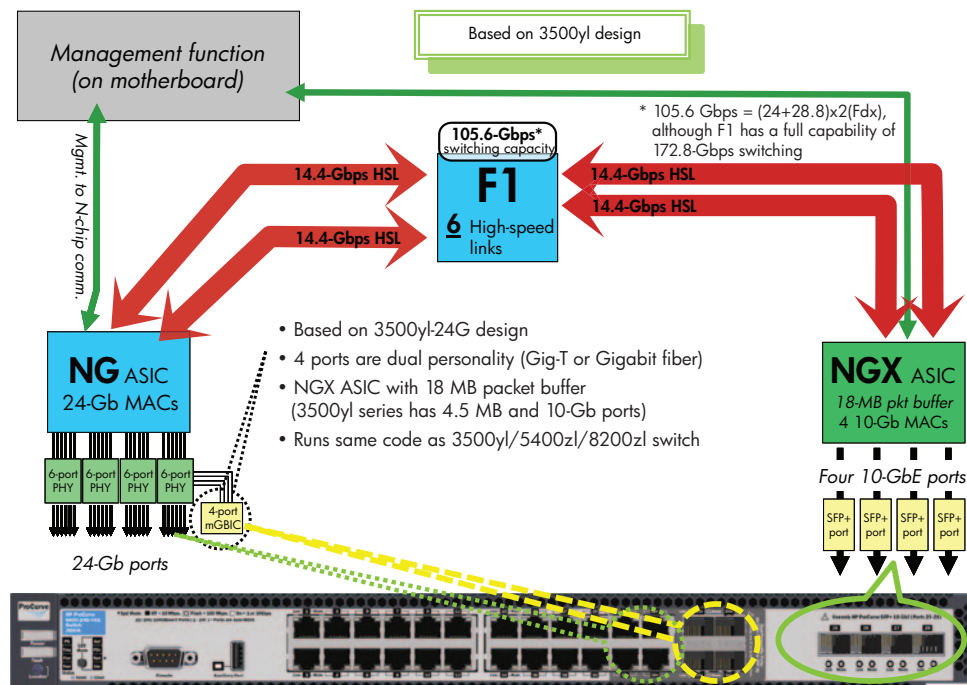 Based on 3500yl design
Management function
(on motherboard)
* 105.6 Gbps = (24+28.8)x2(Fdx),
although F1 has a full capability of
172.8-Gbps switching
105.6-Gbps*
switching capacity
F1
6 High-speed
links
14.4-Gbps HSL
14.4-Gbps HSL
14.4-Gbps HSL
14.4-Gbps HSL
Mgmt. to N-chip comm.
NG ASIC
24-Gb MACs
• Based on 3500yl-24G design
• 4 ports are dual personality (Gig-T or Gigabit fiber)
• NGX ASIC with 18 MB packet buffer
(3500yl series has 4.5 MB and 10-Gb ports)
• Runs same code as 3500yl/5400zl/8200zl switch
NGX ASIC
18-MB pkt buffer
4 10-Gb MACs
6-port
PHY
6-port
PHY
6-port
PHY
6-port
PHY
4-port
mGBIC
24-Gb ports
Four 10-GbE ports
SFP+
port
SFP+
port
SFP+
port
SFP+
port
ProCurve
HP ProCurve
Switch
Console
Auxiliary Port